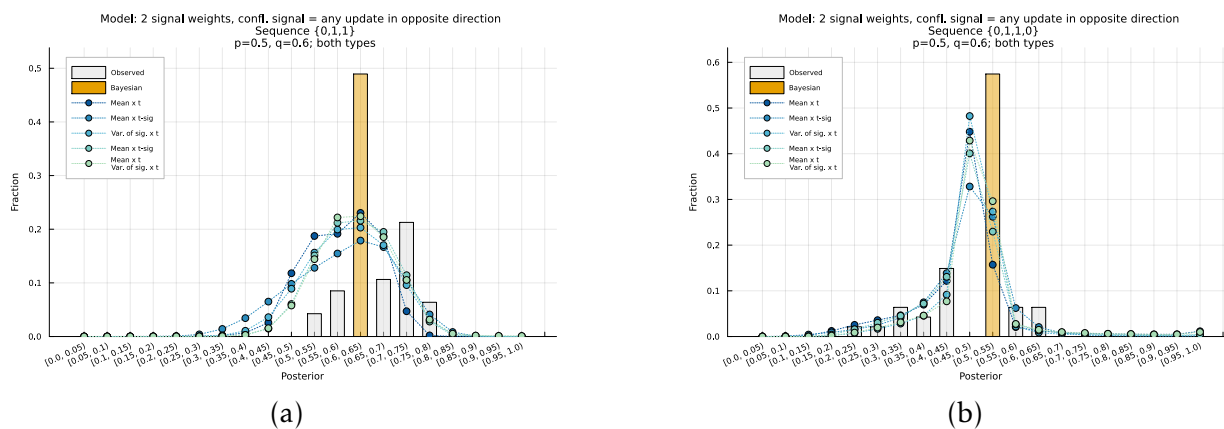 Model: 2 signal weights, confl. signal = any update in opposite direction
Sequence {0,1,1}
p=0.5, q=0.6; both types
Fraction
0.5
0.4
0.3
0.2
0.1
0.0
Observed
Bayesian
Mean x t
Mean x t-sig
Var. of sig. x t
Mean x t-sig
Mean x t
Var. of sig. x t
[0.0, 0.05)
[0.05, 0.1)
[0.1, 0.15)
[0.15, 0.2)
[0.2, 0.25)
[0.25, 0.3)
[0.3, 0.35)
[0.35, 0.4)
[0.4, 0.45)
[0.45, 0.5)
[0.5, 0.55)
[0.55, 0.6)
[0.6, 0.65)
[0.65, 0.7)
[0.7, 0.75)
[0.75, 0.8)
[0.8, 0.85)
[0.85, 0.9)
[0.9, 0.95)
[0.95, 1.0)
Posterior
(a)
Model: 2 signal weights, confl. signal = any update in opposite direction
Sequence {0,1,1,0}
p=0.5, q=0.6; both types
Fraction
0.6
0.5
0.4
0.3
0.2
0.1
0.0
Observed
Bayesian
Mean x t
Mean x t-sig
Var. of sig. x t
Mean x t-sig
Mean x t
Var. of sig. x t
[0.0, 0.05)
[0.05, 0.1)
[0.1, 0.15)
[0.15, 0.2)
[0.2, 0.25)
[0.25, 0.3)
[0.3, 0.35)
[0.35, 0.4)
[0.4, 0.45)
[0.45, 0.5)
[0.5, 0.55)
[0.55, 0.6)
[0.6, 0.65)
[0.65, 0.7)
[0.7, 0.75)
[0.75, 0.8)
[0.8, 0.85)
[0.85, 0.9)
[0.9, 0.95)
[0.95, 1.0)
Posterior
(b)